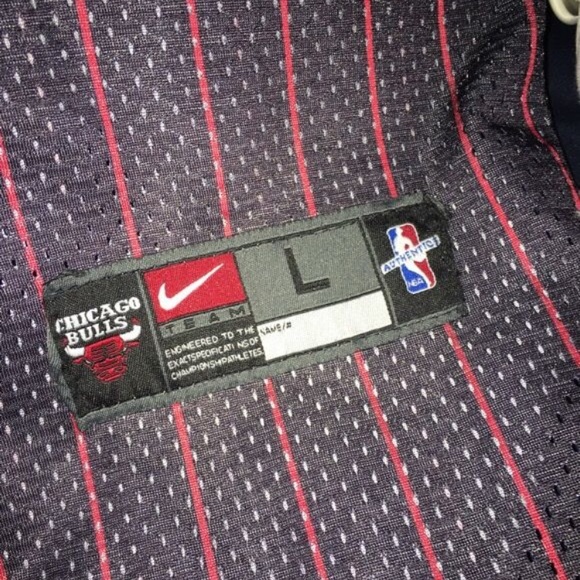 CHICAGO
BULLS
TEAM
ENGINEERED TO THE
EXACT SPECIFICATIONS OF
CHAMPIONSHIP ATHLETES.
L
NAME/#
AUTHENTICS
NBA